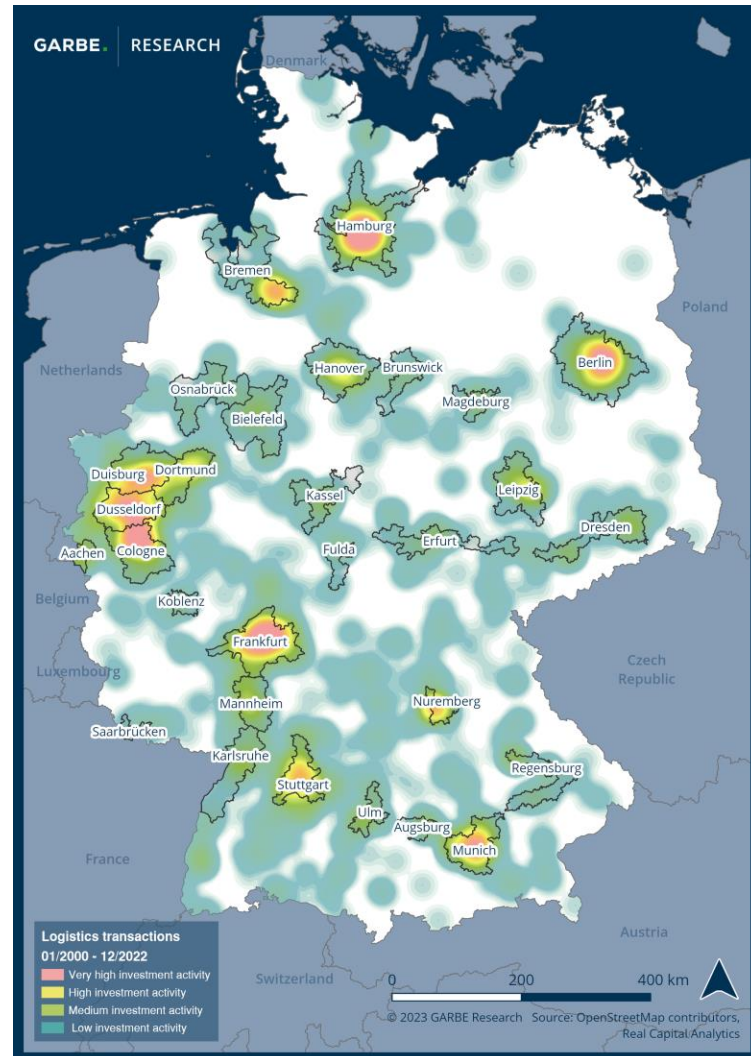 GARBE. RESEARCH
Denmark
Hamburg
Bremen
Poland
Berlin
Netherlands
Hanover
Brunswick
Osnabrück
Magdeburg
Bielefeld
Duisburg
Dortmund
Kassel
Leipzig
Dusseldorf
Dresden
Cologne
Erfurt
Aachen
Fulda
Belgium
Koblenz
Frankfurt
Luxembourg
Czech
Republic
Mannheim
Nuremberg
Saarbrücken
Karlsruhe
Regensburg
Stuttgart
Ulm
Augsburg
Munich
France
Logistics transactions
01/2000 - 12/2022
Very high investment activity
High investment activity
Medium investment activity
Low investment activity
Austria
Switzerland
0 200 400 km
© 2023 GARBE Research Source: OpenStreetMap contributors,
Real Capital Analytics